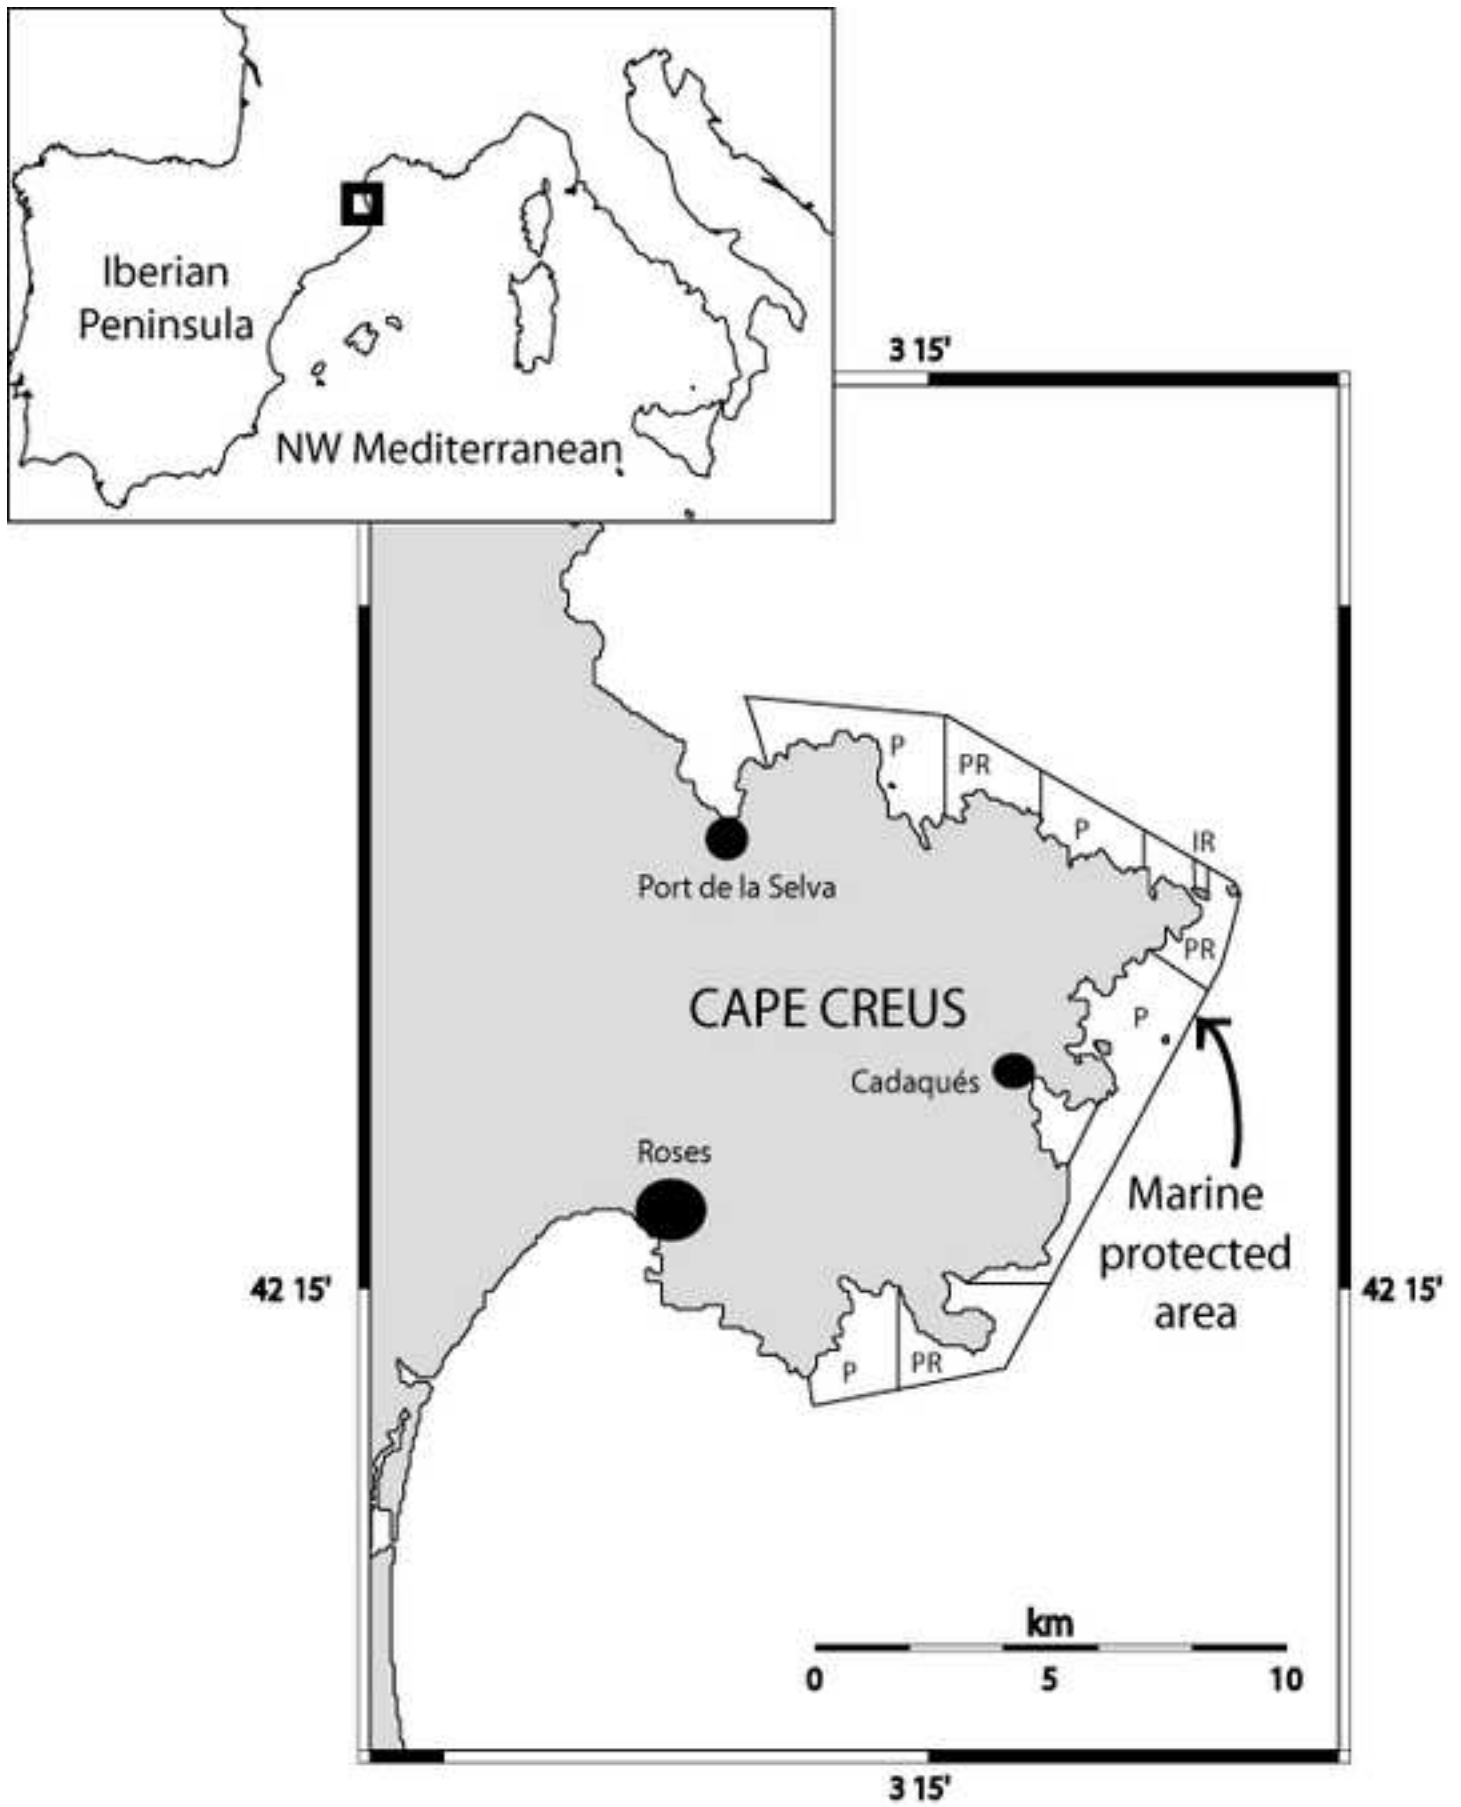 Iberian
Peninsula
NW Mediterranean
3 15'
P
PR
P
IR
Port de la Selva
PR
CAPE CREUS
P
Cadaqués
Roses
Marine
protected
area
42 15'
42 15'
P
PR
km
0
5
10
3 15'